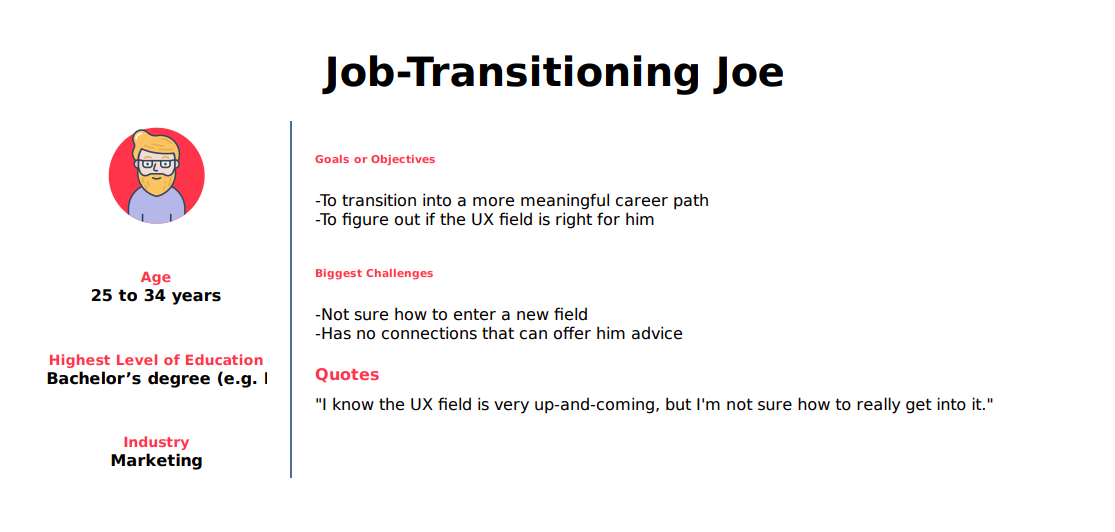 Job-Transitioning Joe
Age
25 to 34 years
Highest Level of Education
Bachelor’s degree (e.g.
Industry
Marketing
Goals or Objectives
-To transition into a more meaningful career path
-To figure out if the UX field is right for him
Biggest Challenges
-Not sure how to enter a new field
-Has no connections that can offer him advice
Quotes
"I know the UX field is very up-and-coming, but I'm not sure how to really get into it."